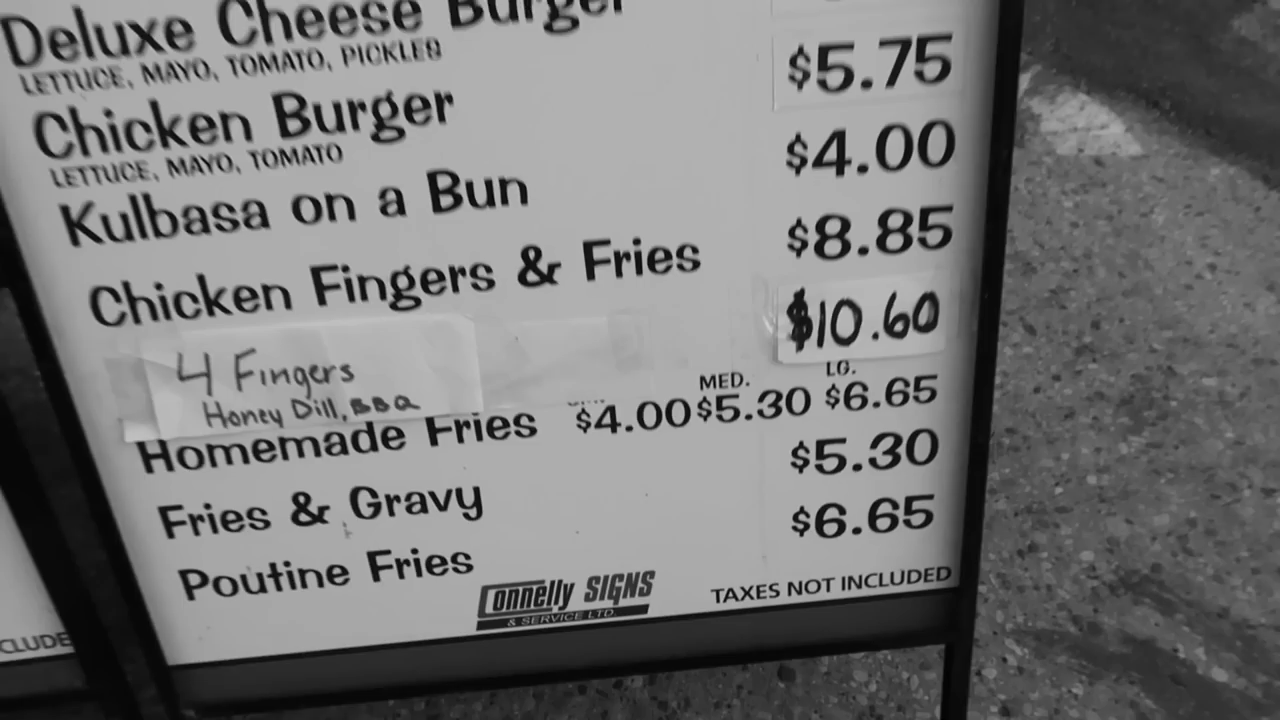 Deluxe Cheese Burger
LETTUCE, MAYO, TOMATO, PICKLES
Chicken Burger $5.75
LETTUCE, MAYO, TOMATO
Kulbasa on a Bun $4.00
Chicken Fingers & Fries $8.85
4 Fingers $10.60
Honey Dill, BBQ
MED. LG.
Homemade Fries $4.00 $5.30 $6.65
Fries & Gravy $5.30
Poutine Fries $6.65
Connelly SIGNS
& SERVICE LTD.
TAXES NOT INCLUDED